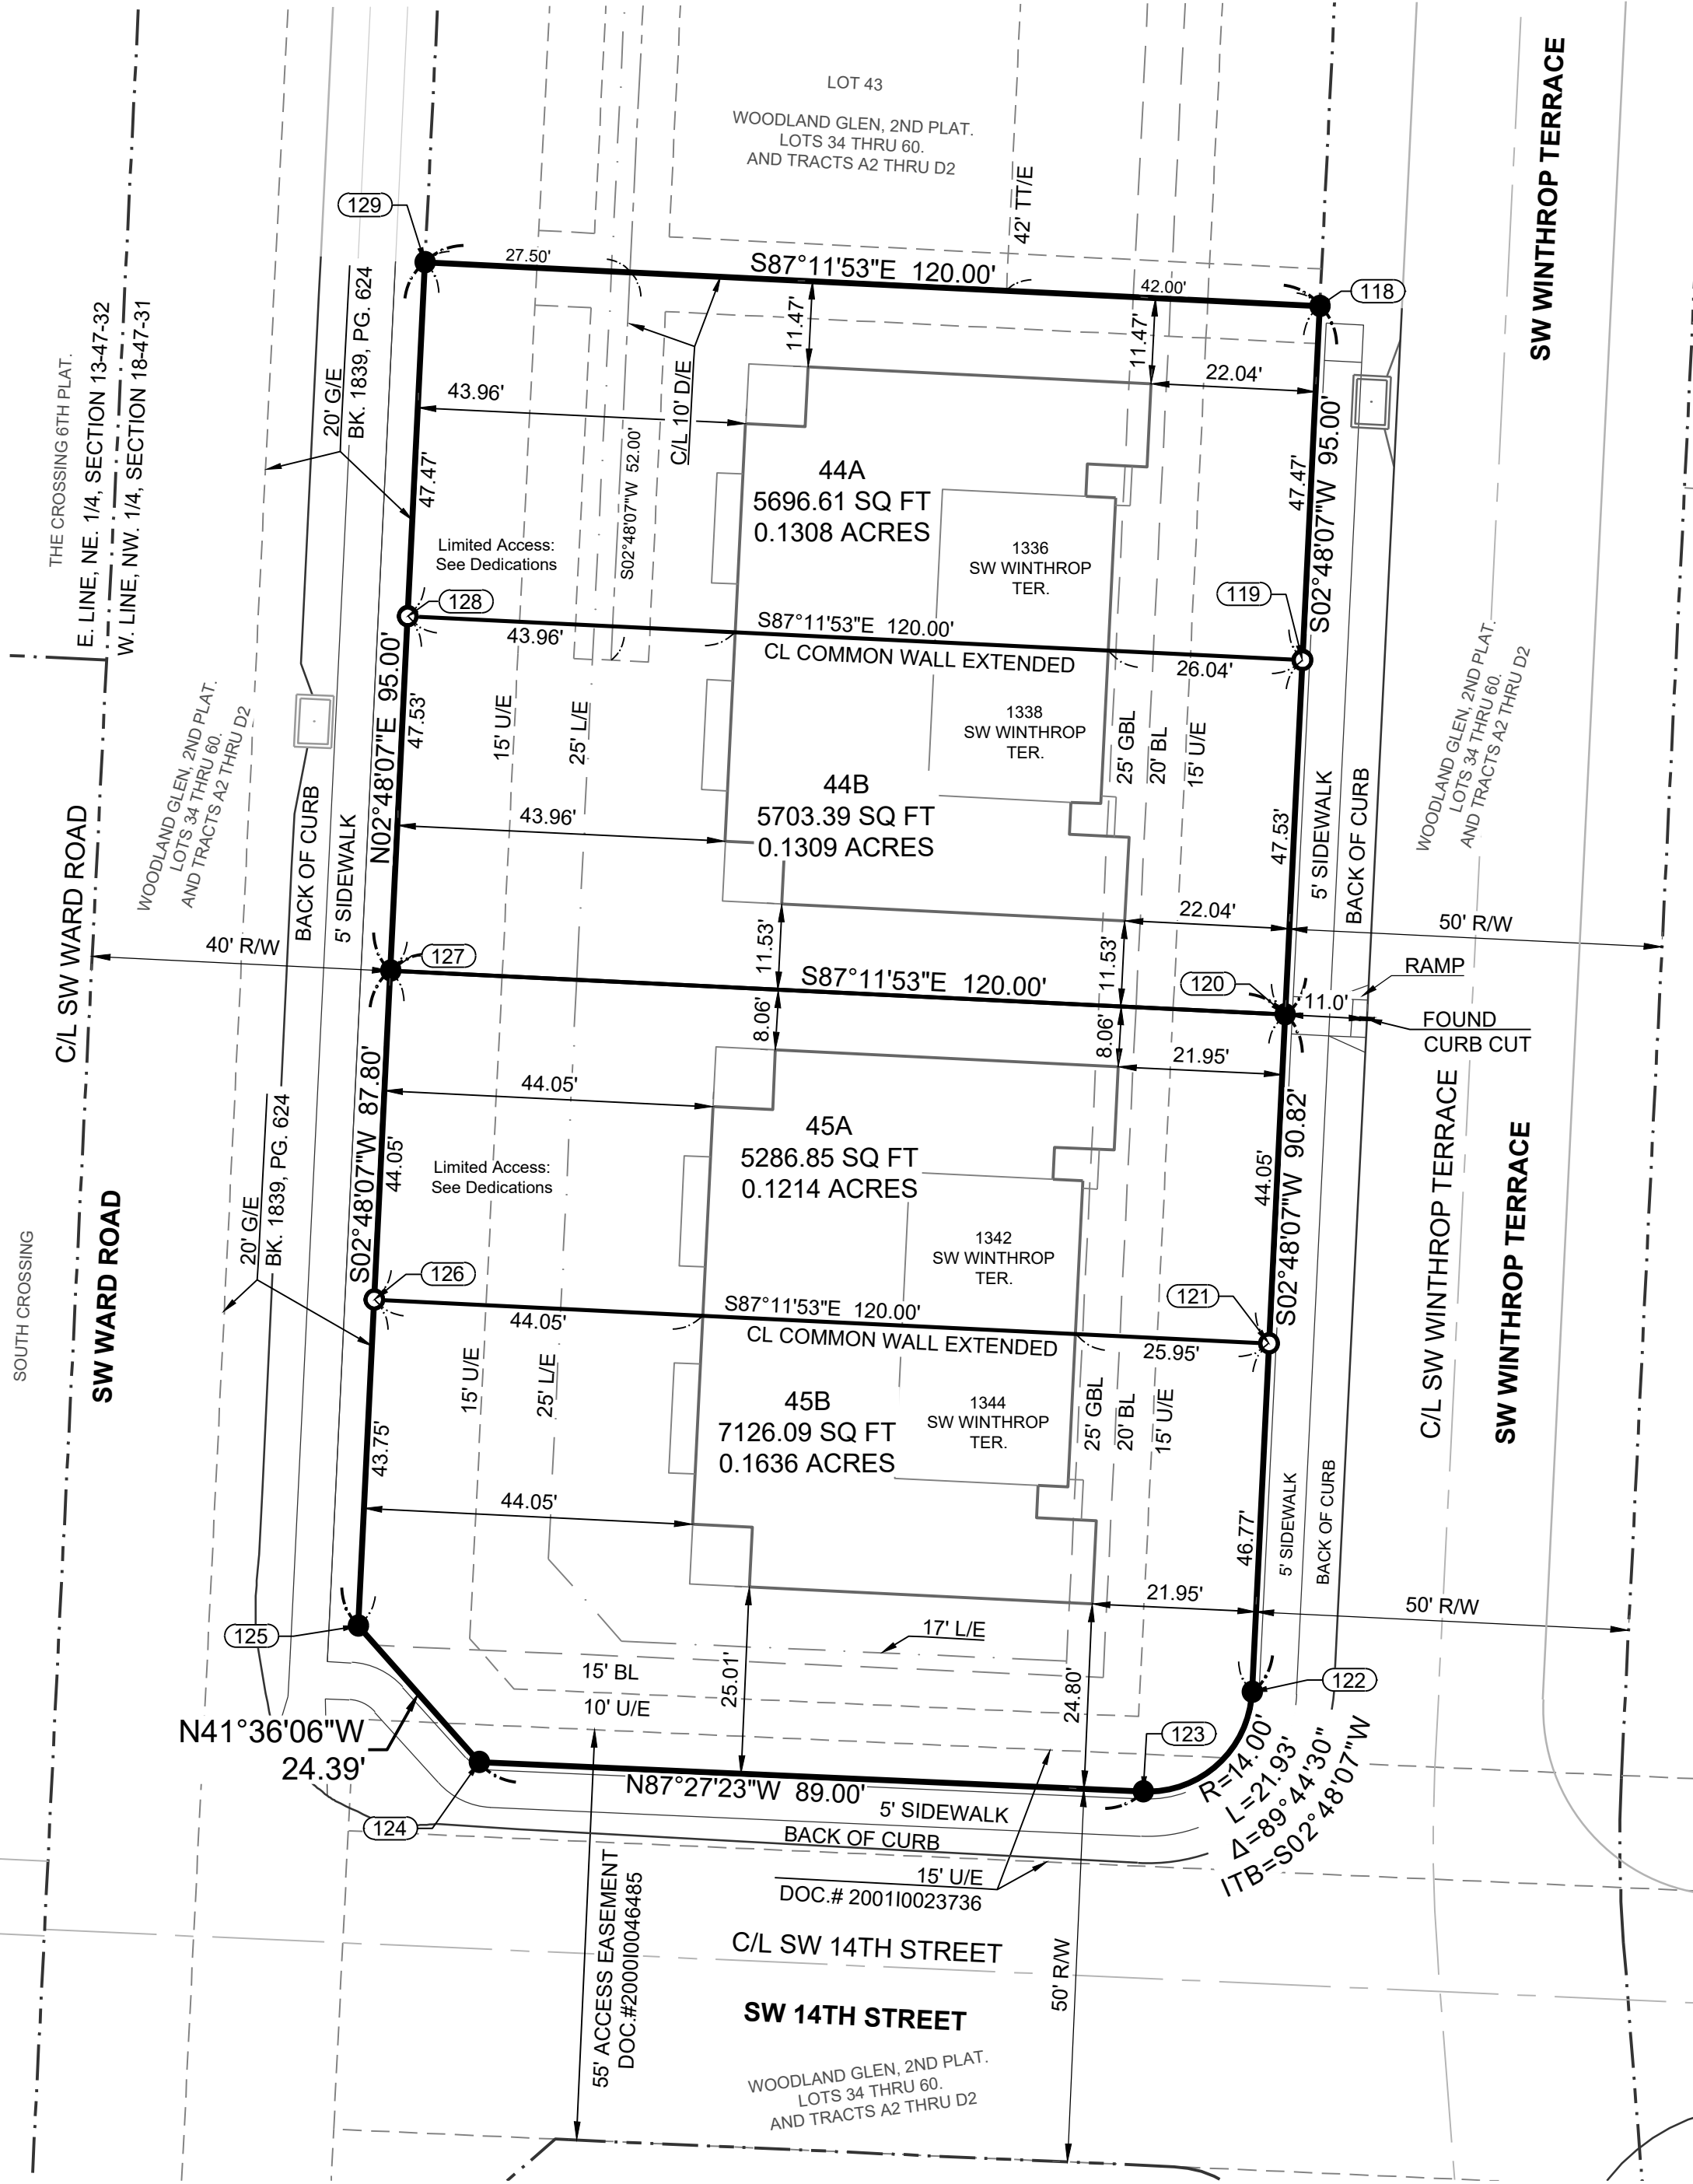 LOT 43
WOODLAND GLEN, 2ND PLAT.
LOTS 34 THRU 60.
AND TRACTS A2 THRU D2
SW WINTHROP TERRACE
42' TT/E
129
27.50'
S87°11'53"E 120.00'
42.00'
118
20' G/E
BK. 1839, PG. 624
THE CROSSING 6TH PLAT.
E. LINE, NE. 1/4, SECTION 13-47-32
W. LINE, NW. 1/4, SECTION 18-47-31
11.47'
11.47'
22.04'
43.96'
C/L 10' D/E
S02°48'07"W 52.00'
47.47'
47.47'
S02°48'07"W 95.00'
44A
5696.61 SQ FT
0.1308 ACRES
Limited Access:
See Dedications
1336
SW WINTHROP
TER.
128
119
43.96'
S87°11'53"E 120.00'
CL COMMON WALL EXTENDED
26.04'
N02°48'07"E 95.00'
47.53'
15' U/E
25' L/E
1338
SW WINTHROP
TER.
25' GBL
20' BL
15' U/E
WOODLAND GLEN, 2ND PLAT.
LOTS 34 THRU 60.
AND TRACTS A2 THRU D2
WOODLAND GLEN, 2ND PLAT.
LOTS 34 THRU 60.
AND TRACTS A2 THRU D2
44B
5703.39 SQ FT
0.1309 ACRES
43.96'
47.53'
C/L SW WARD ROAD
BACK OF CURB
5' SIDEWALK
5' SIDEWALK
BACK OF CURB
22.04'
50' R/W
40' R/W
127
11.53'
11.53'
S87°11'53"E 120.00'
120
11.0'
RAMP
FOUND
CURB CUT
8.06'
8.06'
21.95'
44.05'
S02°48'07"W 87.80'
44.05'
44.05'
S02°48'07"W 90.82'
45A
5286.85 SQ FT
0.1214 ACRES
Limited Access:
See Dedications
20' G/E
BK. 1839, PG. 624
SOUTH CROSSING
SW WARD ROAD
1342
SW WINTHROP
TER.
C/L SW WINTHROP TERRACE
SW WINTHROP TERRACE
126
121
44.05'
S87°11'53"E 120.00'
CL COMMON WALL EXTENDED
25.95'
43.75'
15' U/E
25' L/E
45B
7126.09 SQ FT
0.1636 ACRES
1344
SW WINTHROP
TER.
25' GBL
20' BL
15' U/E
44.05'
46.77'
5' SIDEWALK
BACK OF CURB
21.95'
50' R/W
125
17' L/E
15' BL
10' U/E
25.01'
24.80'
122
123
N41°36'06"W
24.39'
N87°27'23"W 89.00'
R=14.00'
L=21.93'
Δ=89°44'30"
ITB=S02°48'07"W
124
5' SIDEWALK
BACK OF CURB
15' U/E
DOC.# 2001I0023736
55' ACCESS EASEMENT
DOC.#2000I0046485
C/L SW 14TH STREET
50' R/W
SW 14TH STREET
WOODLAND GLEN, 2ND PLAT.
LOTS 34 THRU 60.
AND TRACTS A2 THRU D2